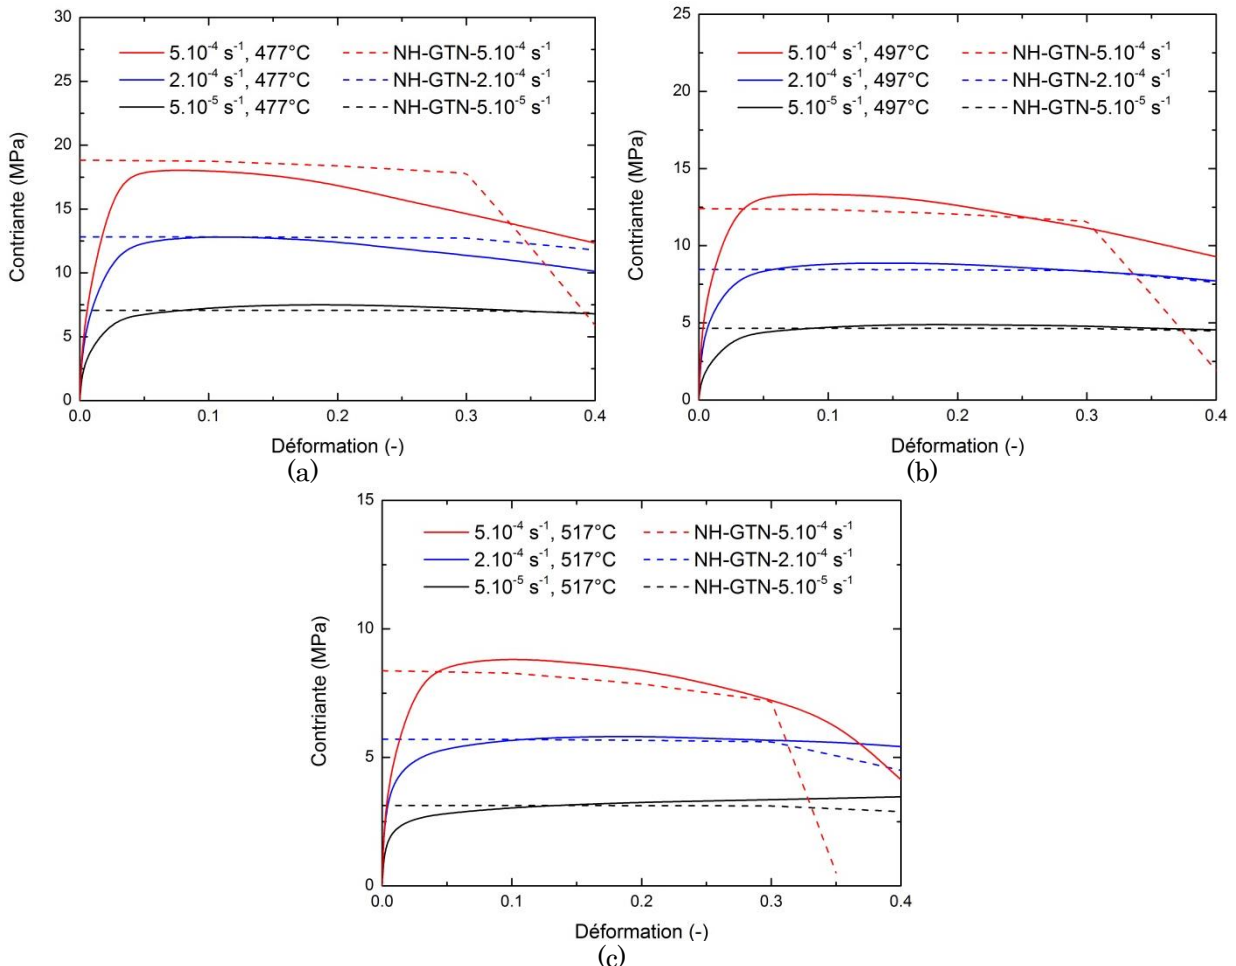 30
25
20
15
10
5
0
Contriante (MPa)
5.10⁻⁴ s⁻¹, 477°C NH-GTN-5.10⁻⁴ s⁻¹
2.10⁻⁴ s⁻¹, 477°C NH-GTN-2.10⁻⁴ s⁻¹
5.10⁻⁵ s⁻¹, 477°C NH-GTN-5.10⁻⁵ s⁻¹
0.0 0.1 0.2 0.3 0.4
Déformation (-)
(a)
25
20
15
10
5
0
Contriante (MPa)
5.10⁻⁴ s⁻¹, 497°C NH-GTN-5.10⁻⁴ s⁻¹
2.10⁻⁴ s⁻¹, 497°C NH-GTN-2.10⁻⁴ s⁻¹
5.10⁻⁵ s⁻¹, 497°C NH-GTN-5.10⁻⁵ s⁻¹
0.0 0.1 0.2 0.3 0.4
Déformation (-)
(b)
15
10
5
0
Contriante (MPa)
5.10⁻⁴ s⁻¹, 517°C NH-GTN-5.10⁻⁴ s⁻¹
2.10⁻⁴ s⁻¹, 517°C NH-GTN-2.10⁻⁴ s⁻¹
5.10⁻⁵ s⁻¹, 517°C NH-GTN-5.10⁻⁵ s⁻¹
0.0 0.1 0.2 0.3 0.4
Déformation (-)
(c)